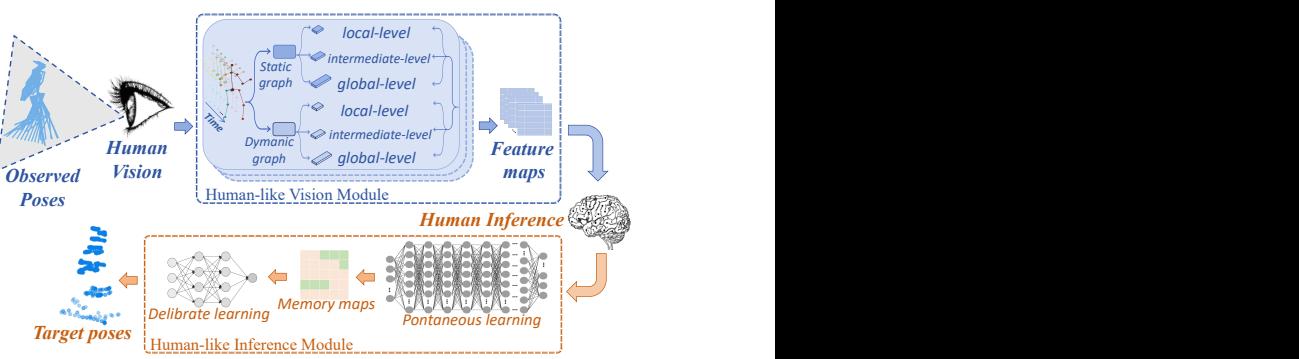 local-level
intermediate-level
global-level
Static
graph
Time
local-level
intermediate-level
global-level
Dymanic
graph
Human-like Vision Module
Observed
Poses
Human
Vision
Feature
maps
Human Inference
Target poses
Delibrate learning
Memory maps
Pontaneous learning
Human-like Inference Module